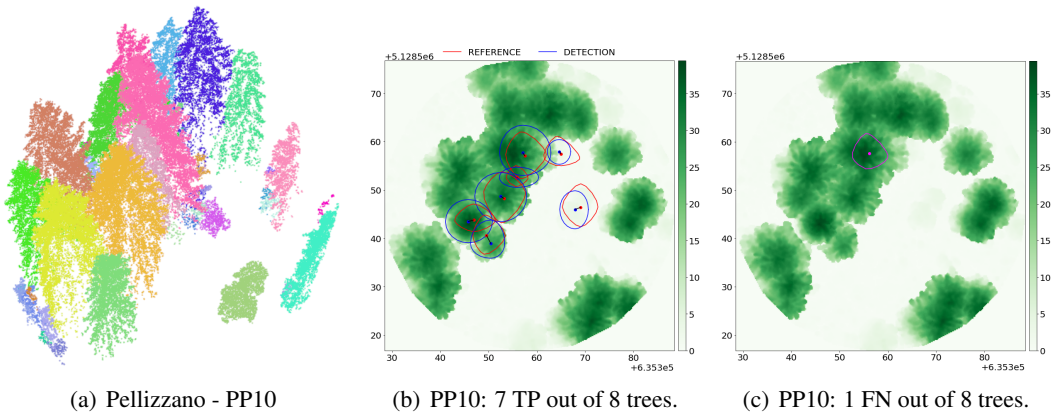 REFERENCE DETECTION
+5.1285e6 +5.1285e6
70 60 50 40 30 20
30 40 50 60 70 80
+6.353e5
35 30 25 20 15 10 5 0
70 60 50 40 30 20
30 40 50 60 70 80
+6.353e5
35 30 25 20 15 10 5 0
(a) Pellizzano - PP10 (b) PP10: 7 TP out of 8 trees. (c) PP10: 1 FN out of 8 trees.